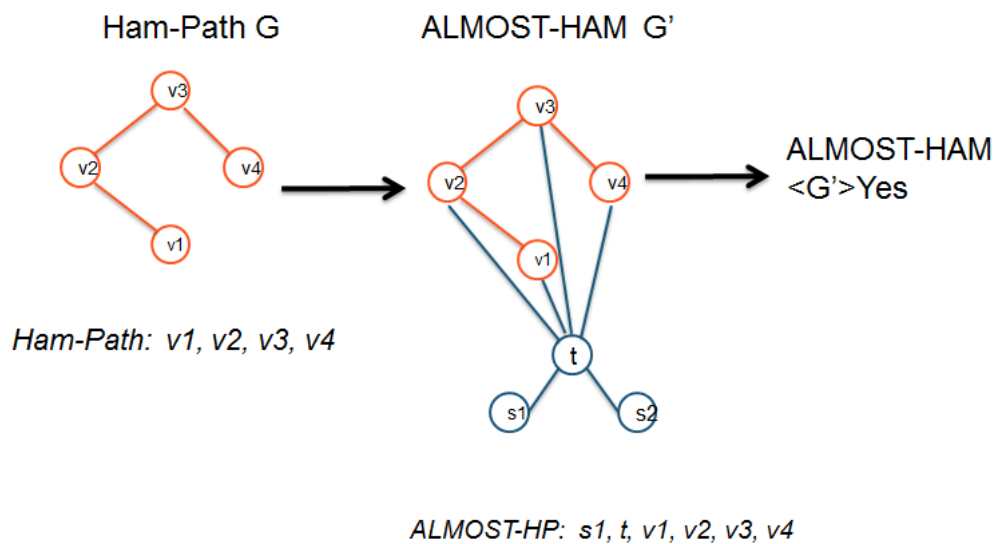 Ham-Path G
ALMOST-HAM G’
v3
v2
v4
v1
v3
v2
v4
v1
t
s1
s2
ALMOST-HAM
<G’>Yes
Ham-Path: v1, v2, v3, v4
ALMOST-HP: s1, t, v1, v2, v3, v4